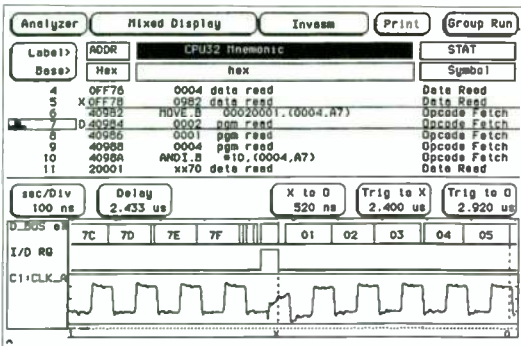 Analyzer Mixed Display Invasm Print Group Run
Label> ADDR CPU32 Mnemonic STAT
Base> Hex hex Symbol
4 0FF76 0004 data read Data Read
5 X 0FF78 0982 data read Data Read
6 40982 MOVE.B 00020001,(0004,A7) Opcode Fetch
7 D 40984 0002 pgm read Opcode Fetch
8 40986 0001 pgm read Opcode Fetch
9 40988 0004 pgm read Opcode Fetch
10 4098A ANDI.B #10,(0004,A7) Opcode Fetch
11 20001 xx70 data read Data Read
sec/Div Delay X to O Trig to X Trig to O
100 ns 2.433 us 520 ns 2.400 us 2.920 us
D_BUS 7C 7D 7E 7F 01 02 03 04 05
I/D RQ
C1:CLK_A
X O